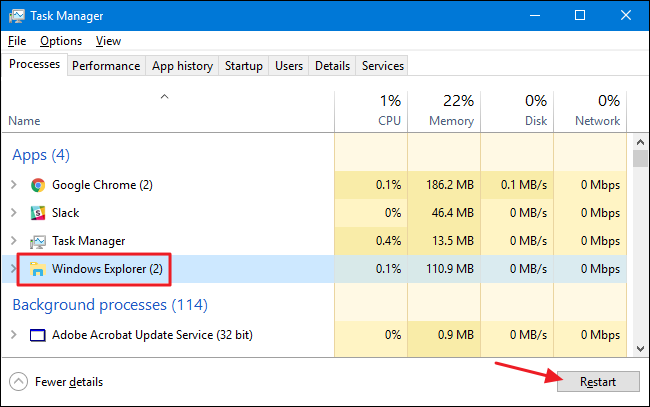 Task Manager
File Options View
Processes Performance App history Startup Users Details Services
1% 22% 0% 0%
Name CPU Memory Disk Network
Apps (4)
Google Chrome (2) 0.1% 186.2 MB 0.1 MB/s 0 Mbps
Slack 0% 46.4 MB 0 MB/s 0 Mbps
Task Manager 0.4% 13.5 MB 0 MB/s 0 Mbps
Windows Explorer (2) 0.1% 110.9 MB 0 MB/s 0 Mbps
Background processes (114)
Adobe Acrobat Update Service (32 bit) 0% 0.9 MB 0 MB/s 0 Mbps
Fewer details Restart